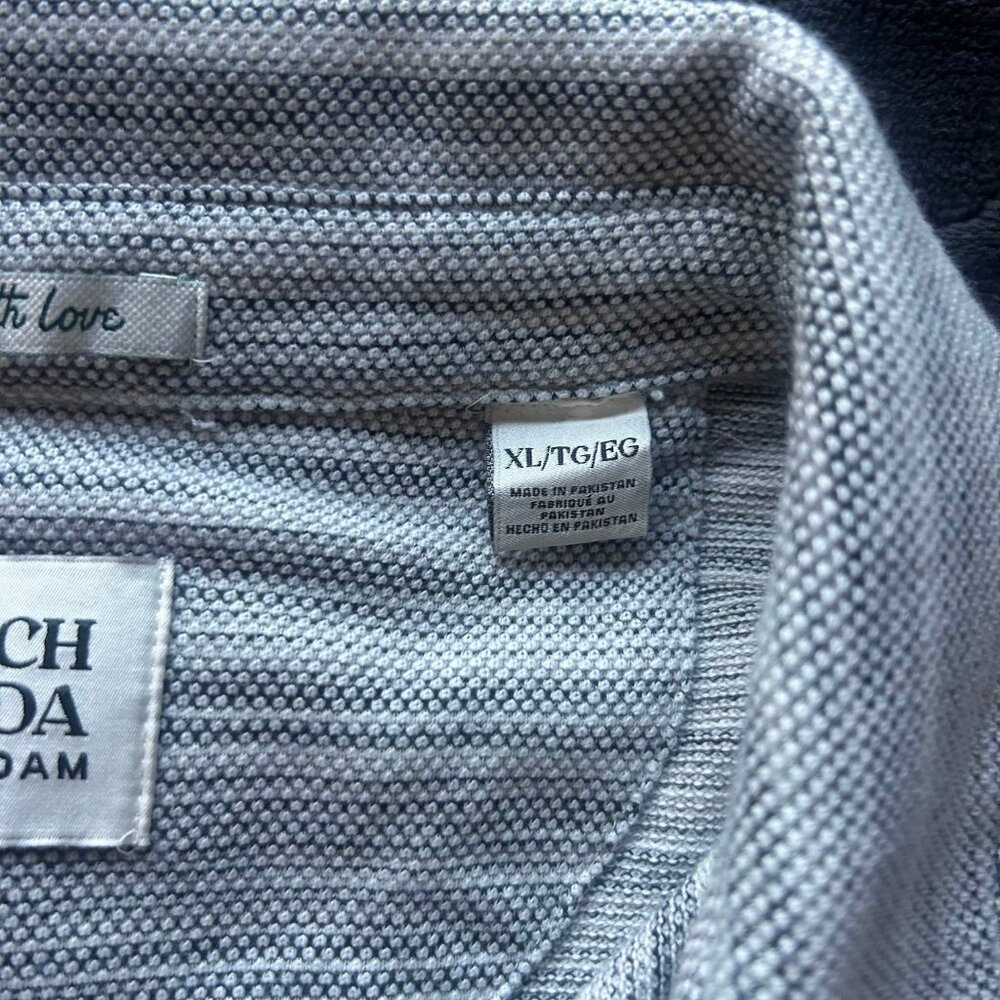 th Love
XL/TG/EG
MADE IN PAKISTAN
FABRIQUÉ AU
PAKISTAN
HECHO EN PAKISTAN
CH
DA
DAM